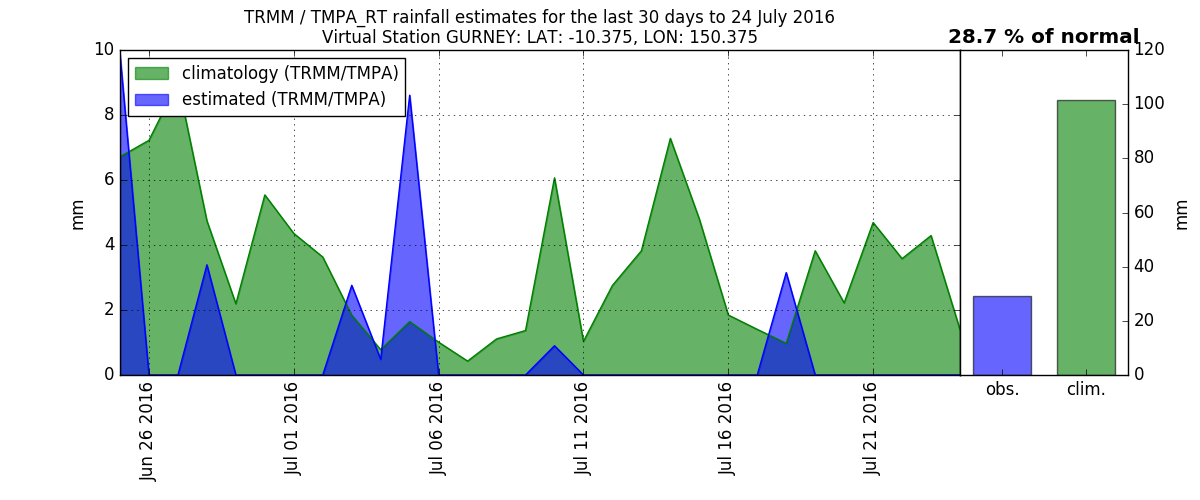 TRMM / TMPA_RT rainfall estimates for the last 30 days to 24 July 2016
Virtual Station GURNEY: LAT: -10.375, LON: 150.375
28.7 % of normal
climatology (TRMM/TMPA)
estimated (TRMM/TMPA)
10
8
6
4
2
0
mm
Jun 26 2016
Jul 01 2016
Jul 06 2016
Jul 11 2016
Jul 16 2016
Jul 21 2016
obs.
clim.
120
100
80
60
40
20
0
mm